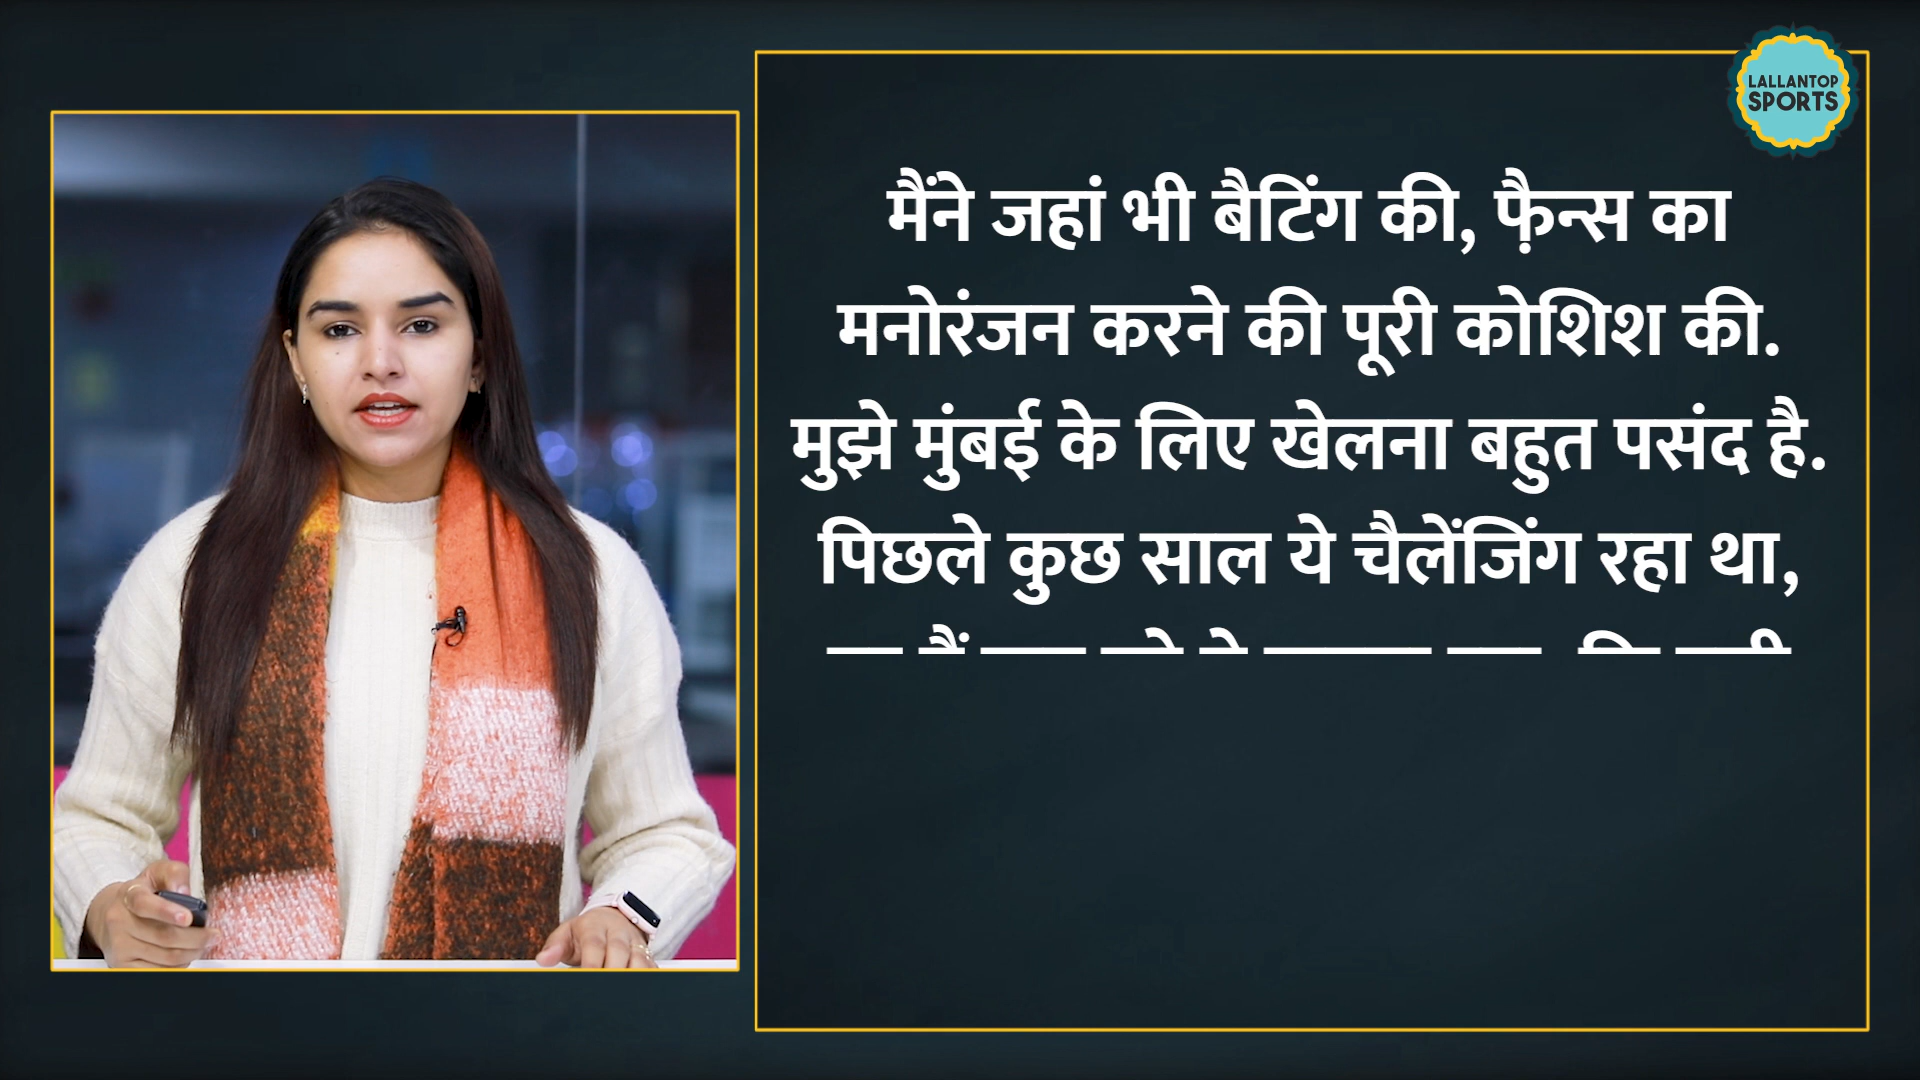 LALLANTOP
SPORTS
मैंने जहां भी बैटिंग की, फ़ैन्स का
मनोरंजन करने की पूरी कोशिश की.
मुझे मुंबई के लिए खेलना बहुत पसंद है.
पिछले कुछ साल ये चैलेंजिंग रहा था,